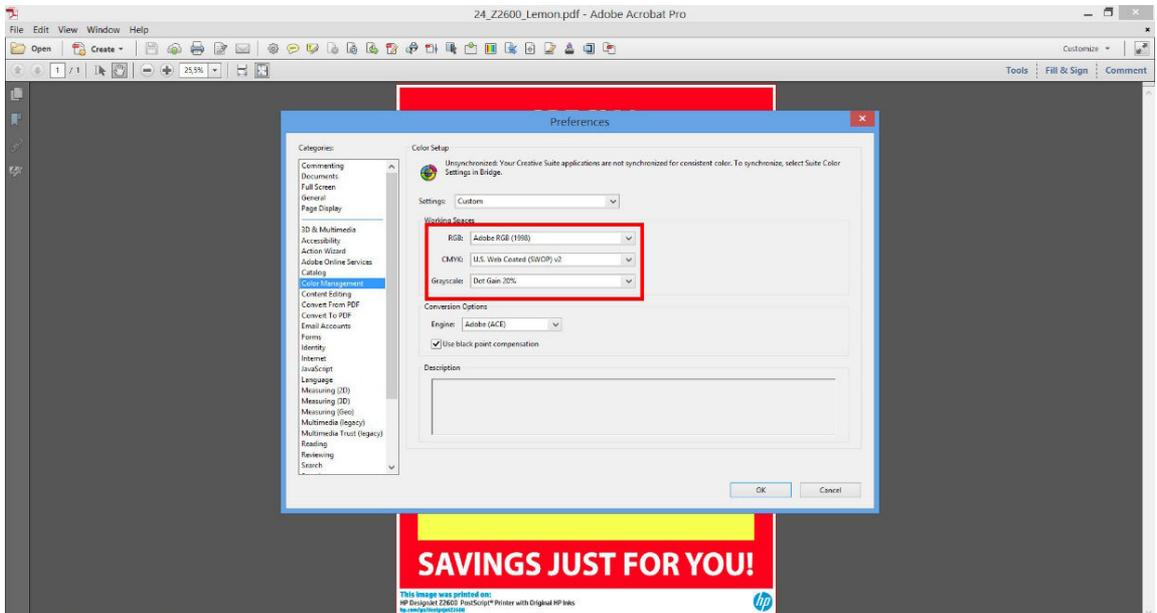 24_Z2600_Lemon.pdf - Adobe Acrobat Pro
File Edit View Window Help
Open Create Customize
1 / 1 25,5% Tools Fill & Sign Comment
Preferences
Categories:
Commenting
Documents
Full Screen
General
Page Display
3D & Multimedia
Accessibility
Action Wizard
Adobe Online Services
Catalog
Color Management
Content Editing
Convert From PDF
Convert To PDF
Email Accounts
Forms
Identity
Internet
JavaScript
Language
Measuring (2D)
Measuring (3D)
Measuring (Geo)
Multimedia (legacy)
Multimedia Trust (legacy)
Reading
Reviewing
Search
Color Setup
Unsynchronized: Your Creative Suite applications are not synchronized for consistent color. To synchronize, select Suite Color
Settings in Bridge.
Settings: Custom
Working Spaces
RGB: Adobe RGB (1998)
CMYK: U.S. Web Coated (SWOP) v2
Grayscale: Dot Gain 20%
Conversion Options
Engine: Adobe (ACE)
Use black point compensation
Description
OK Cancel
SAVINGS JUST FOR YOU!
This image was printed on:
HP DesignJet Z2600 PostScript® Printer with Original HP Inks
hp